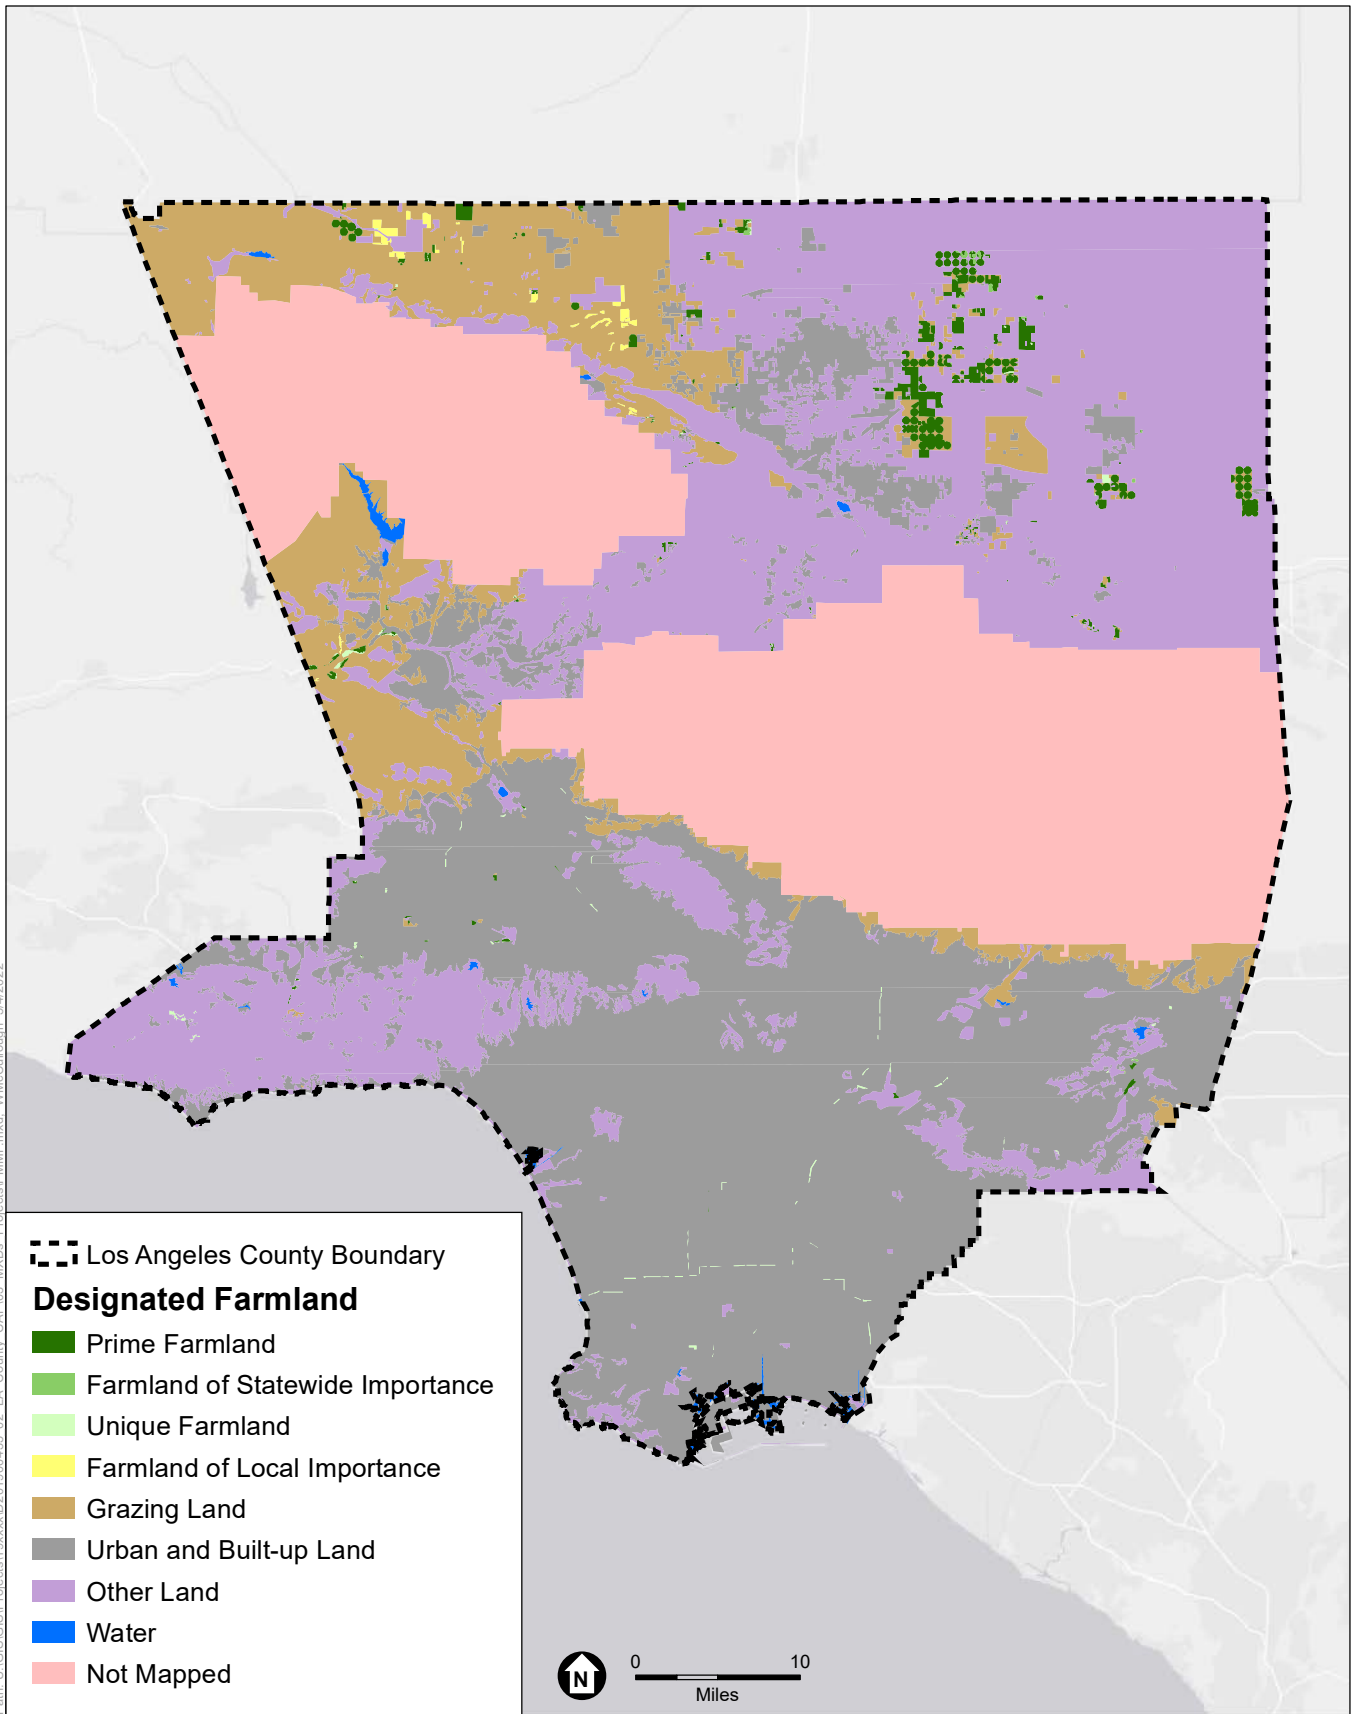 Los Angeles County Boundary
Designated Farmland
Prime Farmland
Farmland of Statewide Importance
Unique Farmland
Farmland of Local Importance
Grazing Land
Urban and Built-up Land
Other Land
Water
Not Mapped
N
0 10
Miles